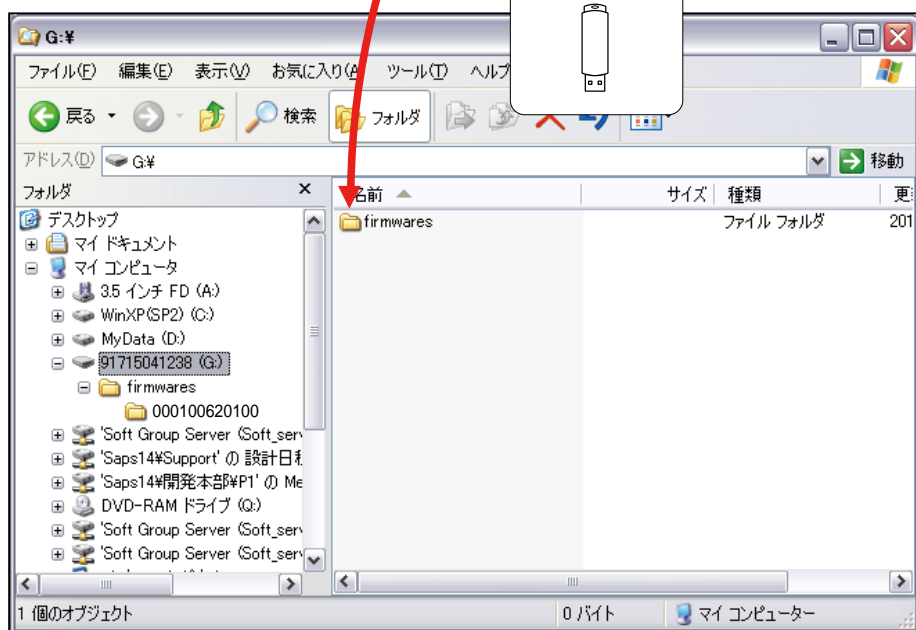 G:¥
ファイル(F) 編集(E) 表示(V) お気に入り(A) ツール(T) ヘルプ
戻る 検索 フォルダ
アドレス(D) G:¥ 移動
フォルダ ×
名前 サイズ 種類 更
デスクトップ
マイ ドキュメント
マイ コンピュータ
3.5 インチ FD (A:)
WinXP(SP2) (C:)
MyData (D:)
91715041238 (G:)
firmwares
000100620100
'Soft Group Server (Soft_serv
'Saps14¥Support' の 設計日程
'Saps14¥開発本部¥P1' の Me
DVD-RAM ドライブ (Q:)
'Soft Group Server (Soft_serv
'Soft Group Server (Soft_serv
firmwares ファイル フォルダ 201
1 個のオブジェクト 0 バイト マイ コンピューター